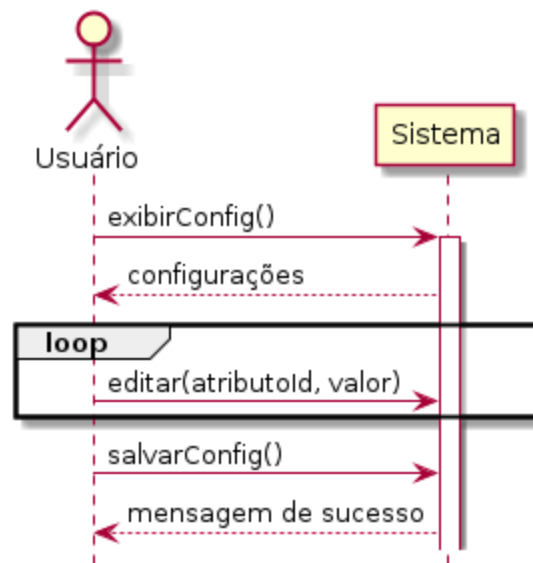 Usuário
Sistema
exibirConfig()
configurações
loop
editar(atributoId, valor)
salvarConfig()
mensagem de sucesso